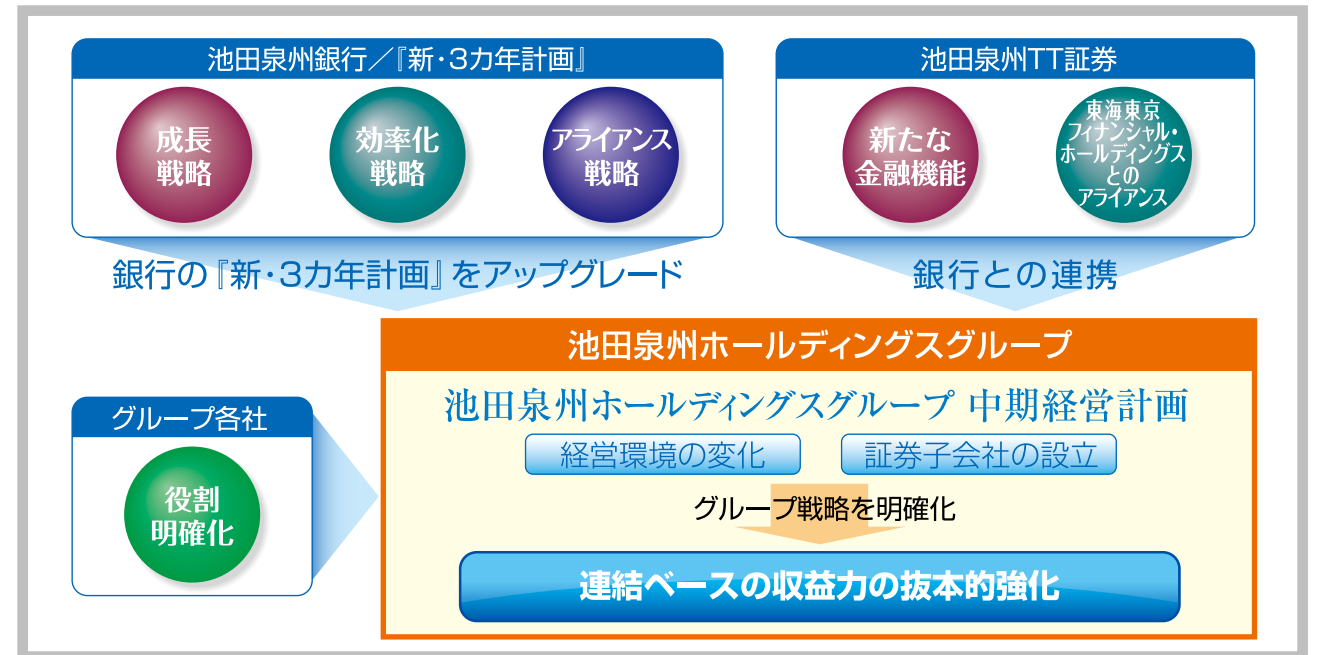 池田泉州銀行／『新・3カ年計画』
成長
戦略
効率化
戦略
アライアンス
戦略
銀行の『新・3カ年計画』をアップグレード
池田泉州TT証券
新たな
金融機能
東海東京
フィナンシャル・
ホールディングス
との
アライアンス
銀行との連携
グループ各社
役割
明確化
池田泉州ホールディングスグループ
池田泉州ホールディングスグループ 中期経営計画
経営環境の変化
証券子会社の設立
グループ戦略を明確化
連結ベースの収益力の抜本的強化